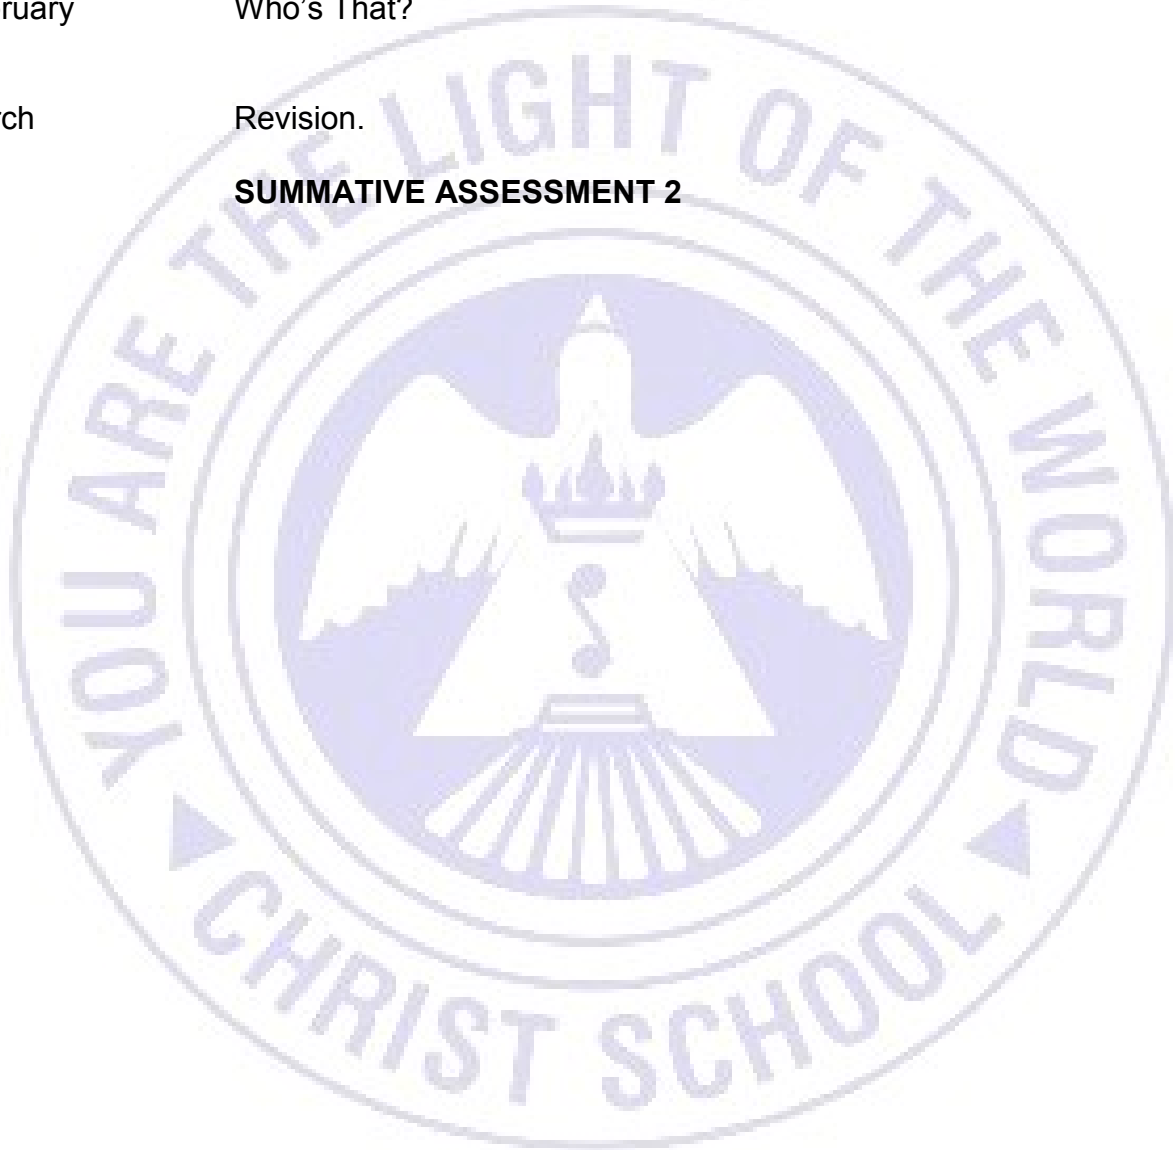 ruary Who's That?
rch Revision.
SUMMATIVE ASSESSMENT 2
YOU ARE THE LIGHT OF THE WORLD
CHRIST SCHOOL